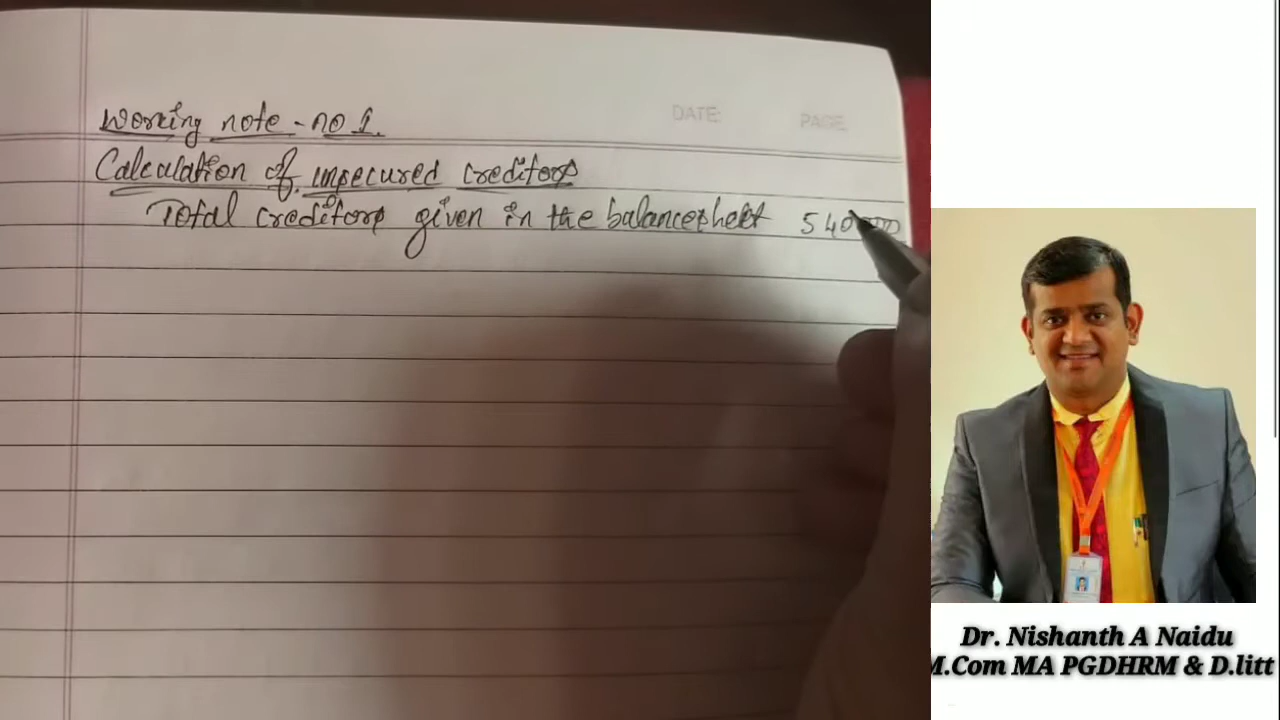 DATE:
PAGE:
Working note - no 1.
Calculation of unsecured creditors
Total creditors given in the balancesheet 540000
Dr. Nishanth A Naidu
M.Com MA PGDHRM & D.litt